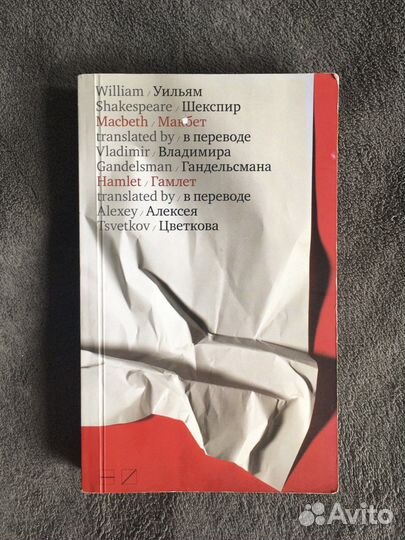 William / Уильям
Shakespeare / Шекспир
Macbeth / Макбет
translated by / в переводе
Vladimir / Владимира
Gandelsman / Гандельсмана
Hamlet / Гамлет
translated by / в переводе
Alexey / Алексея
Tsvetkov / Цветкова
Avito